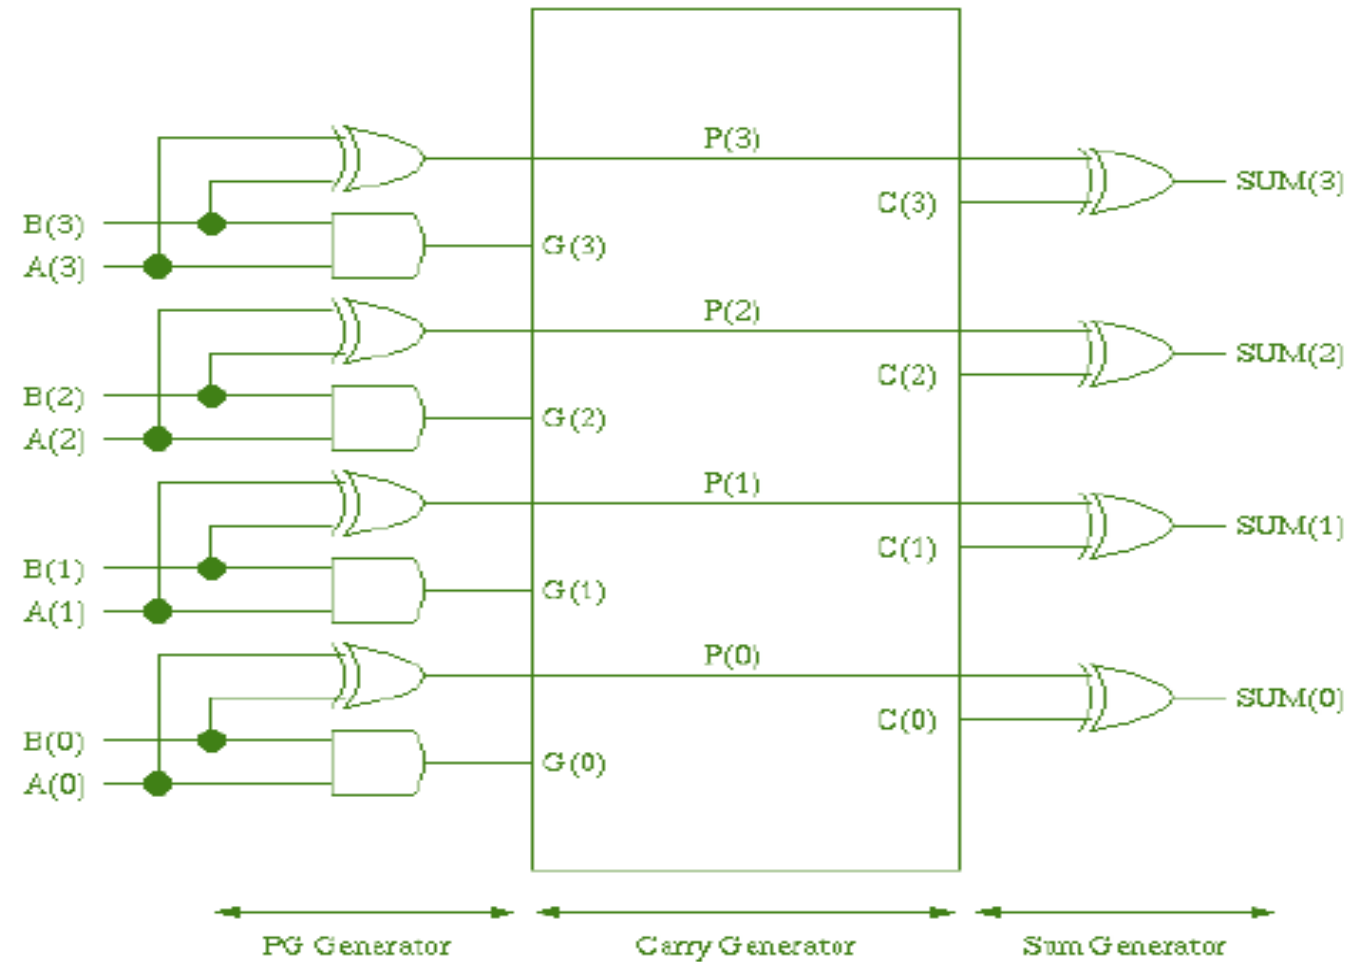 P(3)
C(3)
SUM(3)
B(3)
A(3)
G(3)
P(2)
C(2)
SUM(2)
B(2)
A(2)
G(2)
P(1)
C(1)
SUM(1)
B(1)
A(1)
G(1)
P(0)
C(0)
SUM(0)
B(0)
A(0)
G(0)
PG Generator
Carry Generator
Sum Generator